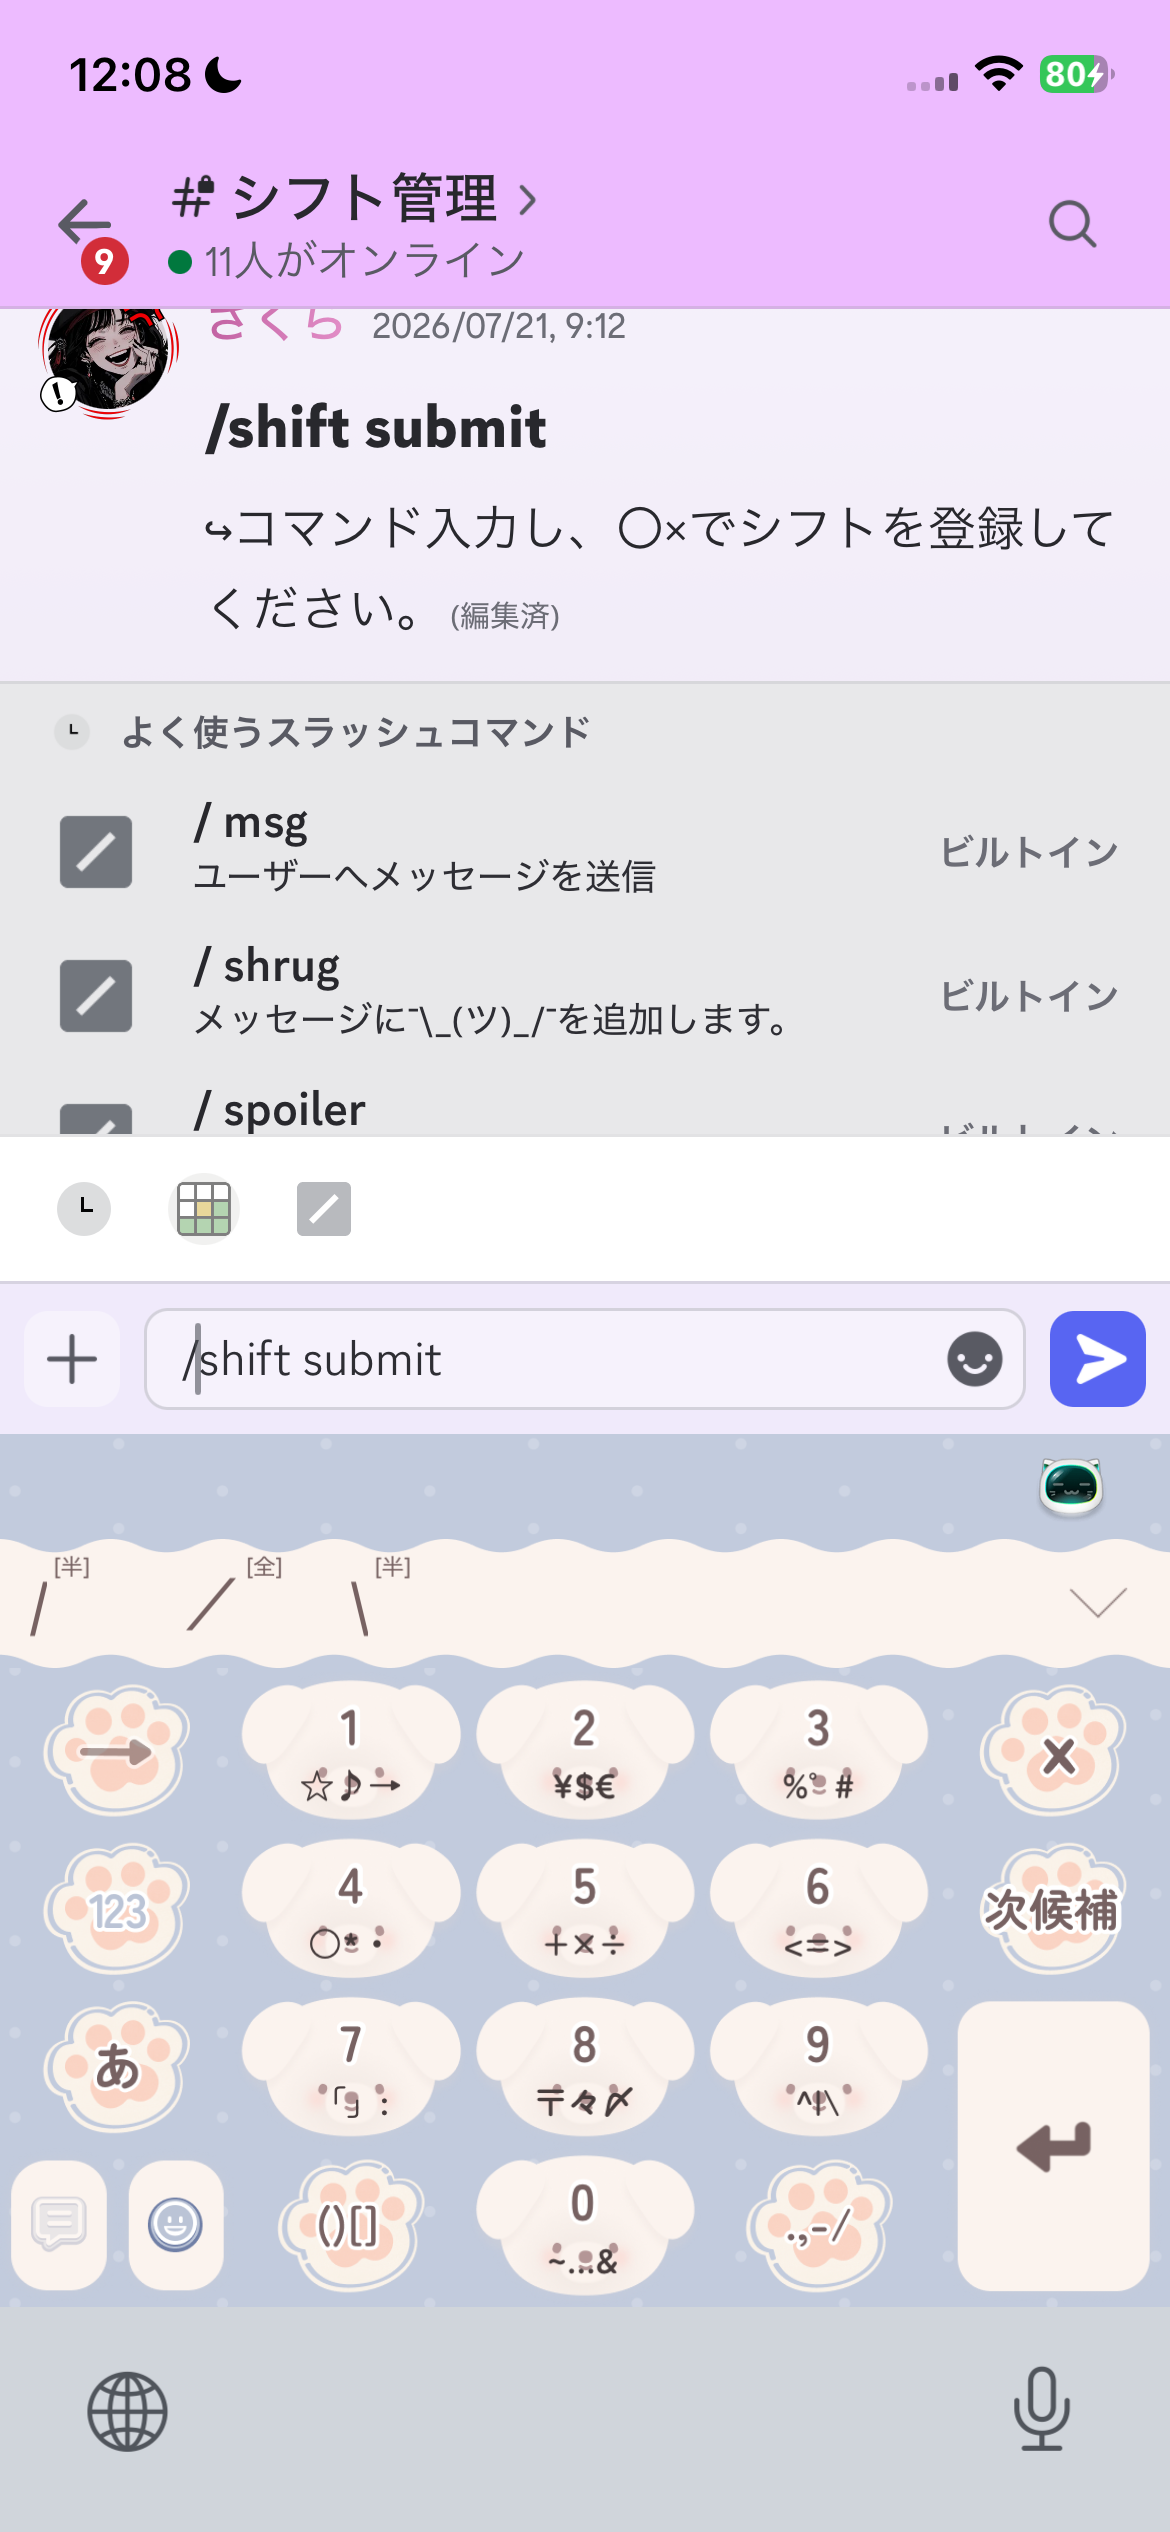 12:08
80
9
# シフト管理 >
11人がオンライン
さくら 2026/07/21, 9:12
/shift submit
↪コマンド入力し、〇×でシフトを登録して
ください。 (編集済)
よく使うスラッシュコマンド
/ msg
ユーザーへメッセージを送信
ビルトイン
/ shrug
メッセージに¯\_(ツ)_/¯を追加します。
ビルトイン
/ spoiler
ビルトイン
/shift submit
/ [半] ／ [全] \ [半]
→
1
☆♪→
2
¥$€
3
%°#
×
123
4
○*・
5
+×÷
6
<=>
次候補
あ
7
「」:
8
〒々〆
9
^|\
()[]
0
~…&
.,-/